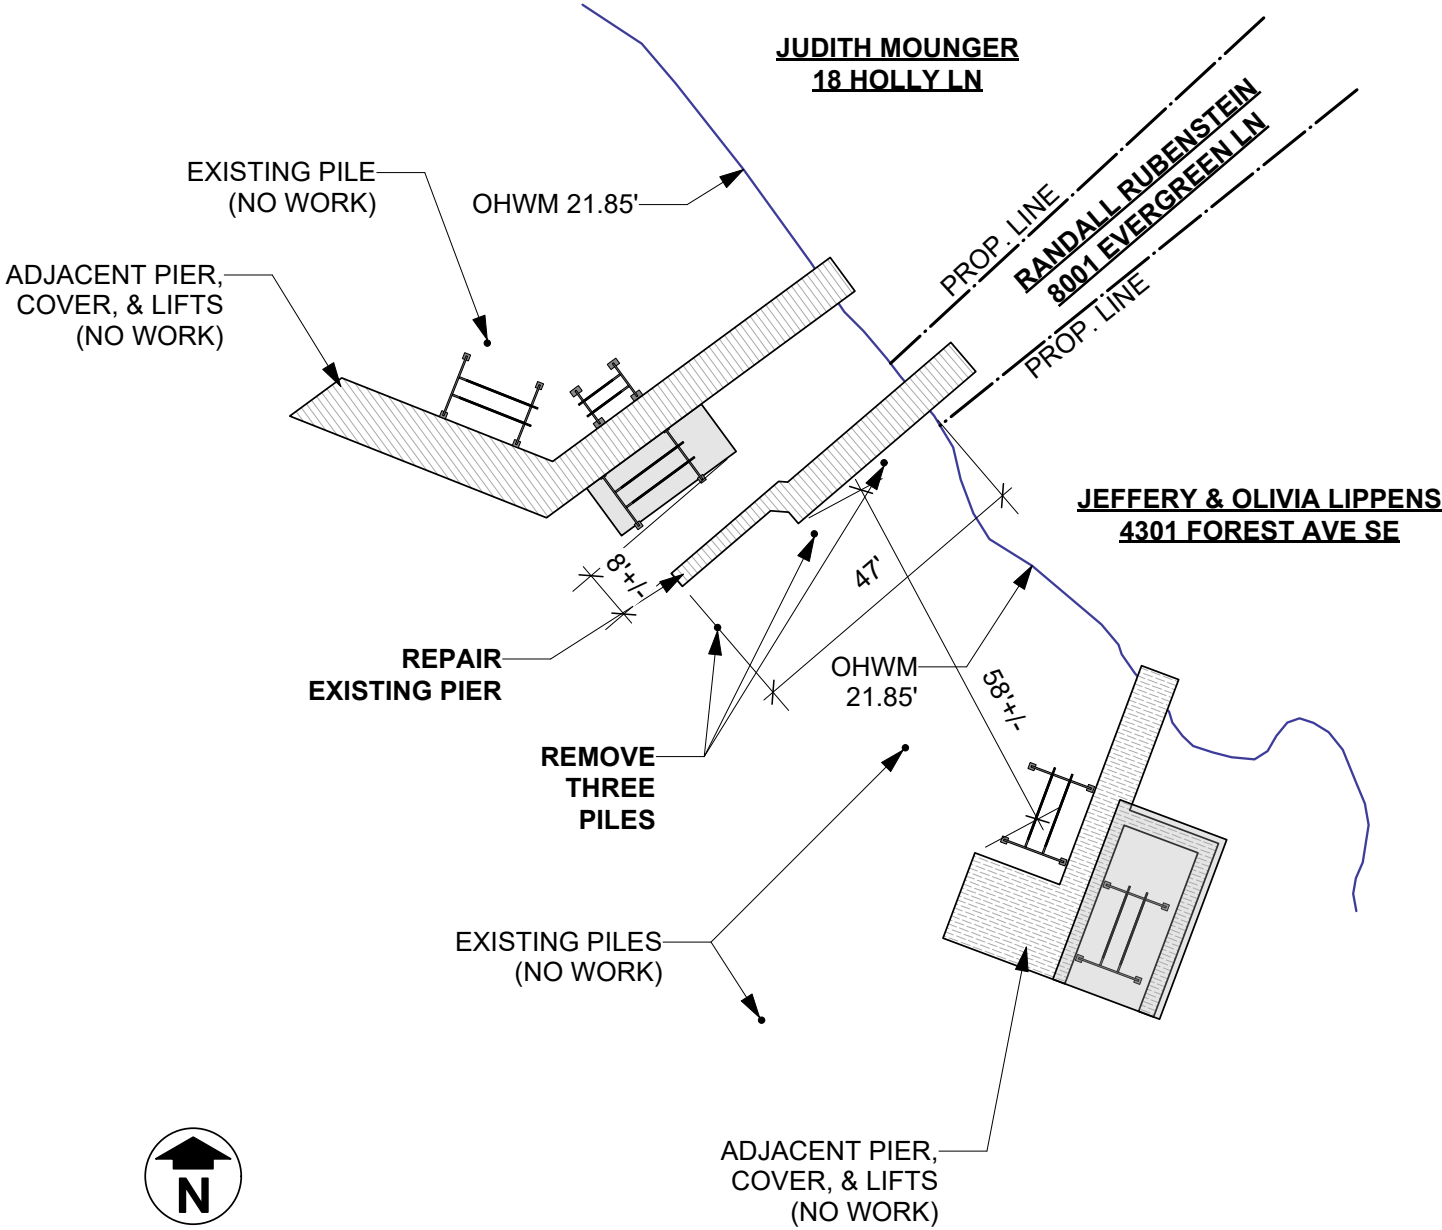 JUDITH MOUNGER
18 HOLLY LN
RANDALL RUBENSTEIN
8001 EVERGREEN LN
PROP. LINE
PROP. LINE
EXISTING PILE
(NO WORK)
OHWM 21.85'
ADJACENT PIER,
COVER, & LIFTS
(NO WORK)
JEFFERY & OLIVIA LIPPENS
4301 FOREST AVE SE
8'+/-
47'
REPAIR
EXISTING PIER
OHWM
21.85'
58'+/-
REMOVE
THREE
PILES
EXISTING PILES
(NO WORK)
ADJACENT PIER,
COVER, & LIFTS
(NO WORK)
N